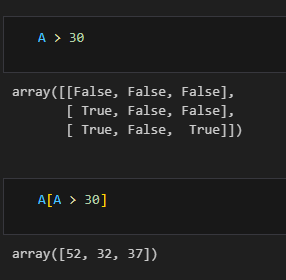 A > 30
array([[False, False, False],
       [ True, False, False],
       [ True, False,  True]])
A[A > 30]
array([52, 32, 37])